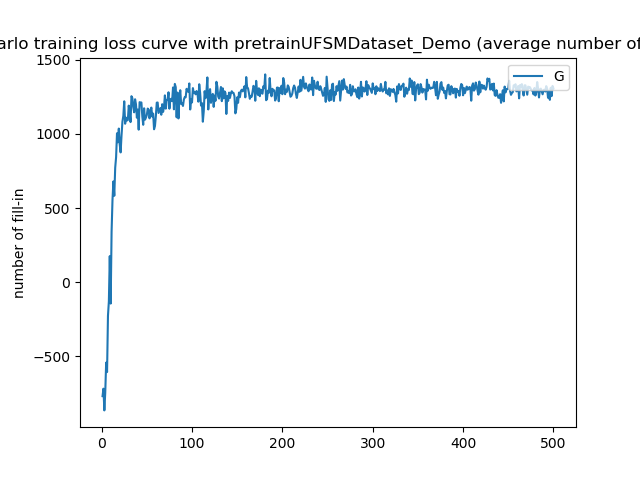 arlo training loss curve with pretrainUFSMDataset_Demo (average number of
G
1500
1000
500
0
−500
number of fill-in
0 100 200 300 400 500